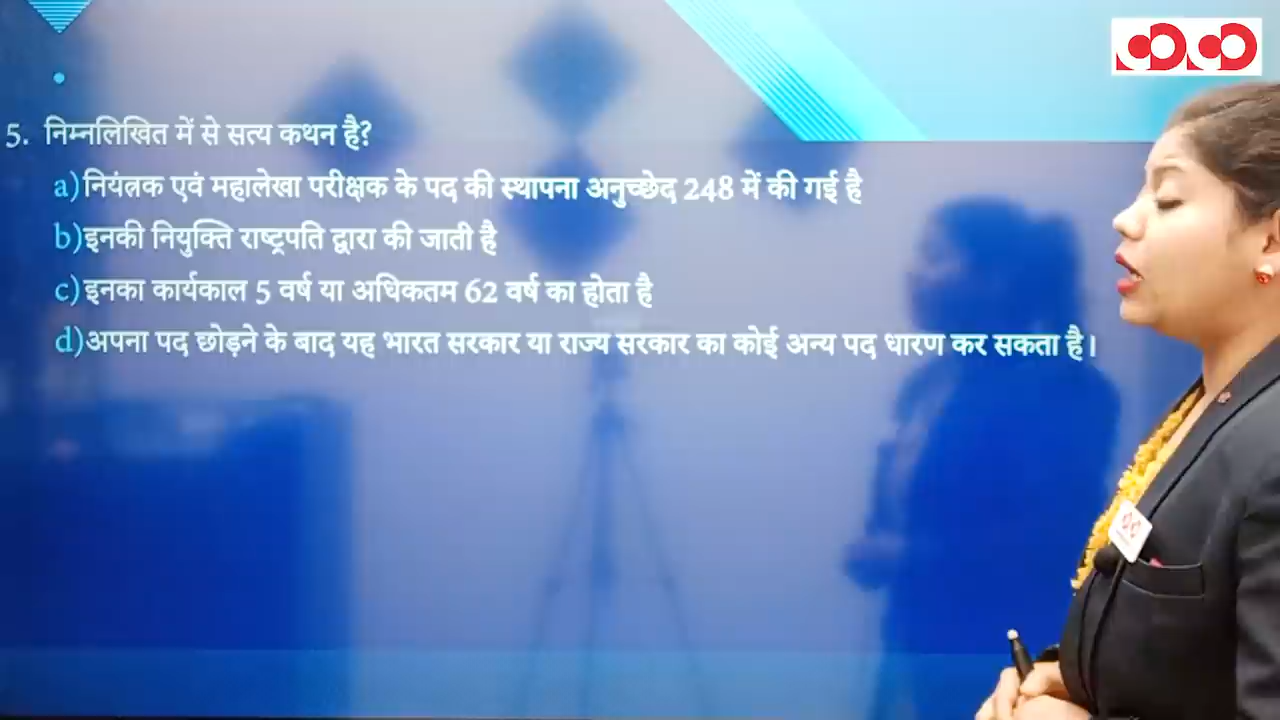 5. निम्नलिखित में से सत्य कथन है?
a) नियंत्रक एवं महालेखा परीक्षक के पद की स्थापना अनुच्छेद 248 में की गई है
b) इनकी नियुक्ति राष्ट्रपति द्वारा की जाती है
c) इनका कार्यकाल 5 वर्ष या अधिकतम 62 वर्ष का होता है
d) अपना पद छोड़ने के बाद यह भारत सरकार या राज्य सरकार का कोई अन्य पद धारण कर सकता है।